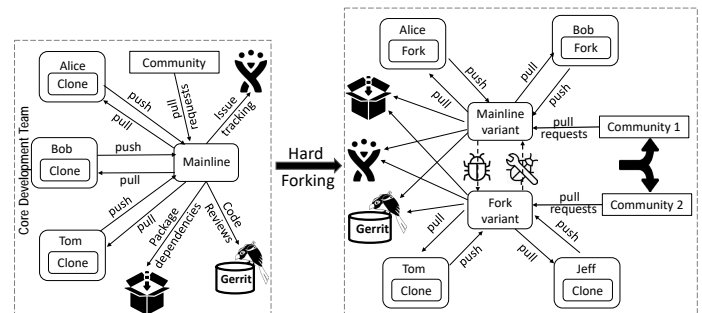 Core Development Team
Alice
Clone
Community
push
pull
pull
requests
Issue
tracking
Bob
Clone
push
pull
Mainline
push
pull
Tom
Clone
Package
dependencies
Code
Reviews
Gerrit
Hard
Forking
Alice
Fork
Bob
Fork
push
pull
pull
push
Mainline
variant
pull
requests
Community 1
Fork
variant
pull
requests
Community 2
Gerrit
pull
push
pull
push
Tom
Clone
Jeff
Clone